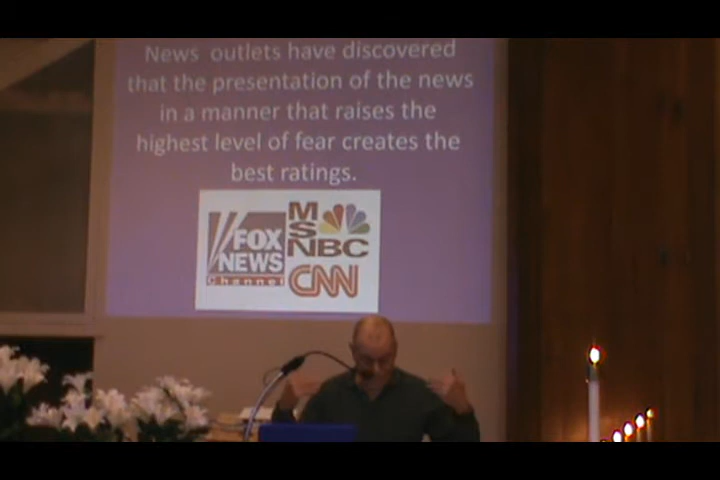 News outlets have discovered
that the presentation of the news
in a manner that raises the
highest level of fear creates the
best ratings.
FOX
NEWS
Channel
MSNBC
CNN